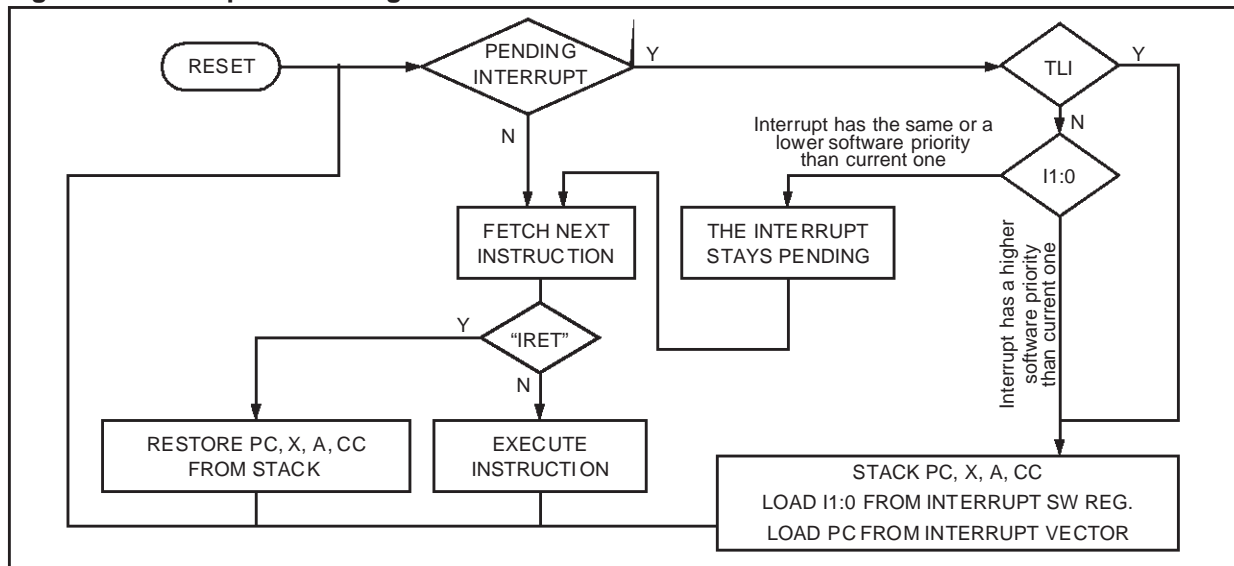 RESET
PENDING
INTERRUPT
Y
TLI
Y
N
N
Interrupt has the same or a
lower software priority
than current one
I1:0
FETCH NEXT
INSTRUCTION
THE INTERRUPT
STAYS PENDING
Interrupt has a higher
software priority
than current one
Y
“IRET”
N
RESTORE PC, X, A, CC
FROM STACK
EXECUTE
INSTRUCTION
STACK PC, X, A, CC
LOAD I1:0 FROM INTERRUPT SW REG.
LOAD PC FROM INTERRUPT VECTOR